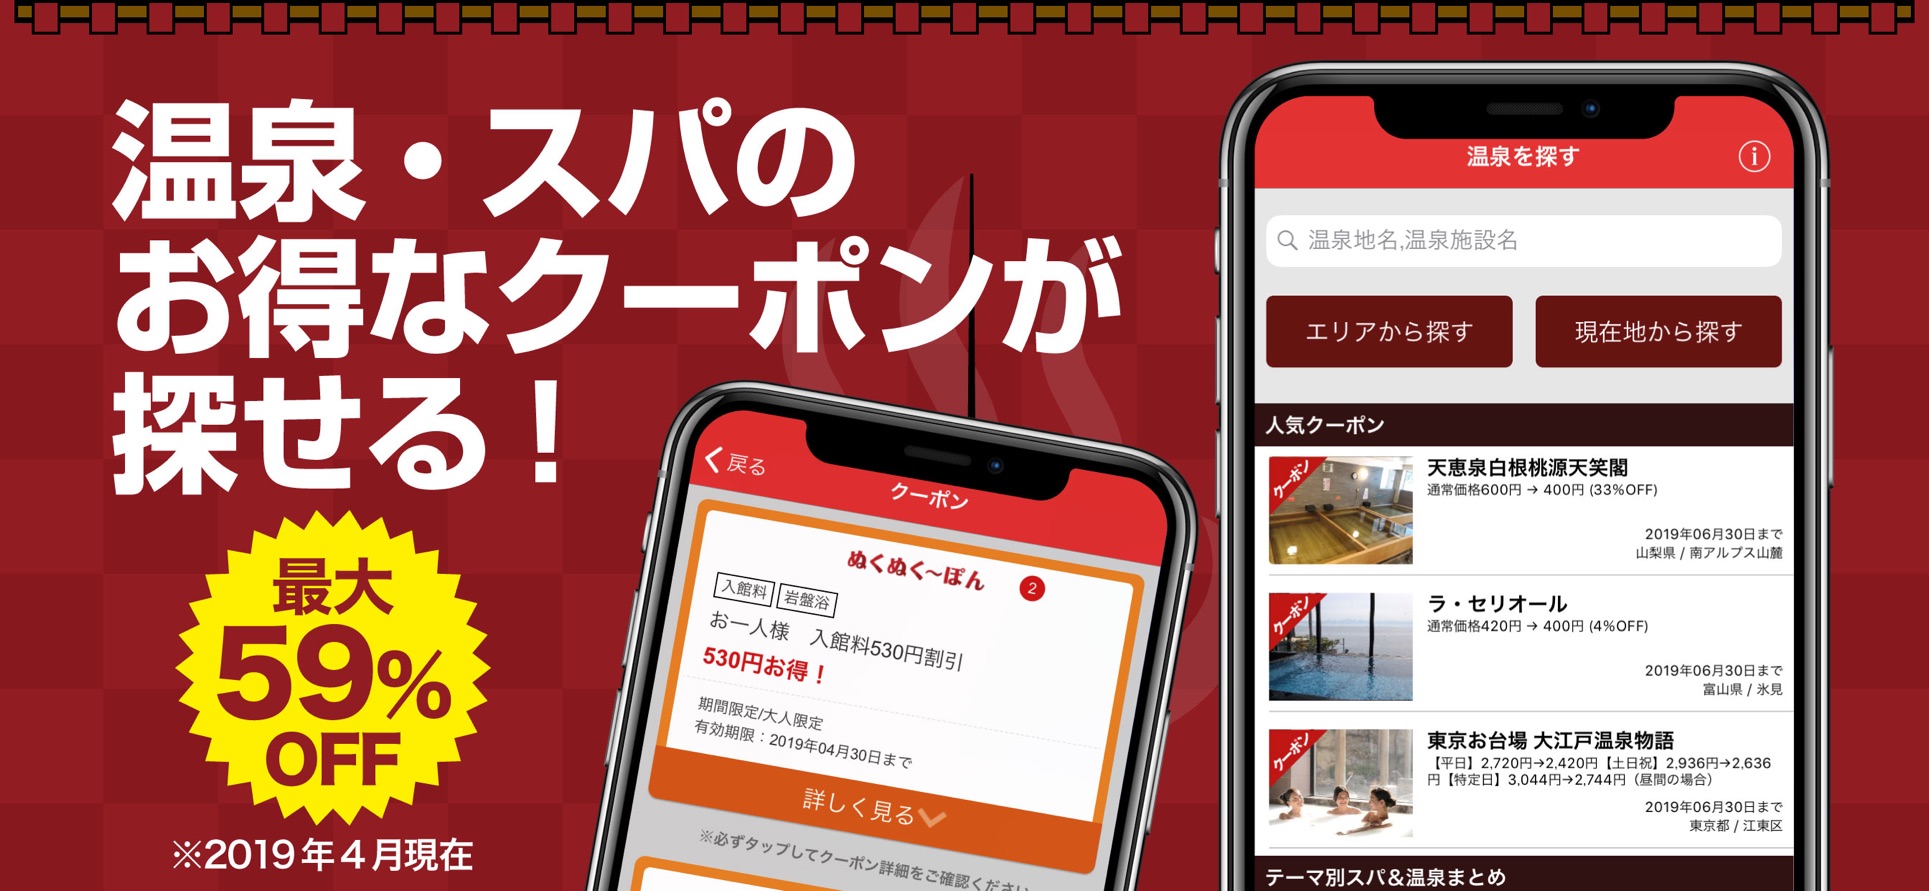 温泉・スパの
お得なクーポンが
探せる！
最大
59%
OFF
※2019年4月現在
戻る
クーポン
ぬくぬく～ぽん
2
入館料 岩盤浴
お一人様　入館料530円割引
530円お得！
期間限定/大人限定
有効期限：2019年04月30日まで
詳しく見る
※必ずタップしてクーポン詳細をご確認ください
温泉を探す
i
温泉地名,温泉施設名
エリアから探す
現在地から探す
人気クーポン
クーポン
天恵泉白根桃源天笑閣
通常価格600円 → 400円 (33%OFF)
2019年06月30日まで
山梨県 / 南アルプス山麓
クーポン
ラ・セリオール
通常価格420円 → 400円 (4%OFF)
2019年06月30日まで
富山県 / 氷見
クーポン
東京お台場 大江戸温泉物語
【平日】2,720円→2,420円【土日祝】2,936円→2,636
円【特定日】3,044円→2,744円（昼間の場合）
2019年06月30日まで
東京都 / 江東区
テーマ別スパ＆温泉まとめ